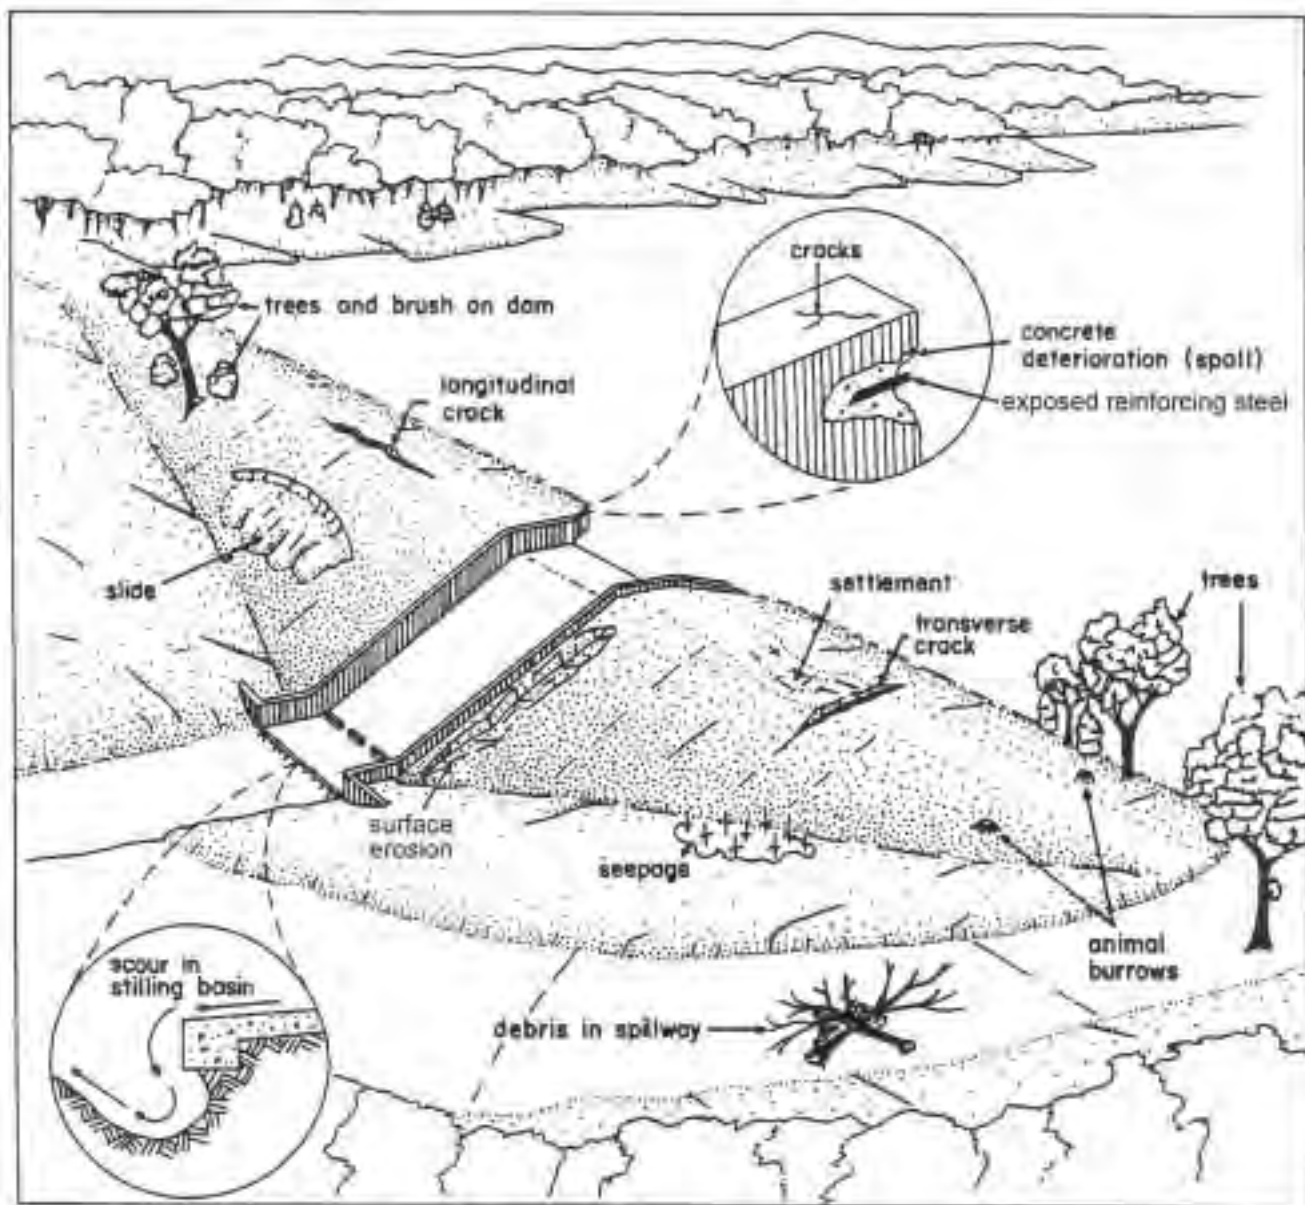 cracks
trees and brush on dam
concrete
deterioration (spall)
longitudinal
crack
exposed reinforcing steel
slide
settlement
trees
transverse
crack
surface
erosion
seepage
animal
burrows
scour in
stilling basin
debris in spillway